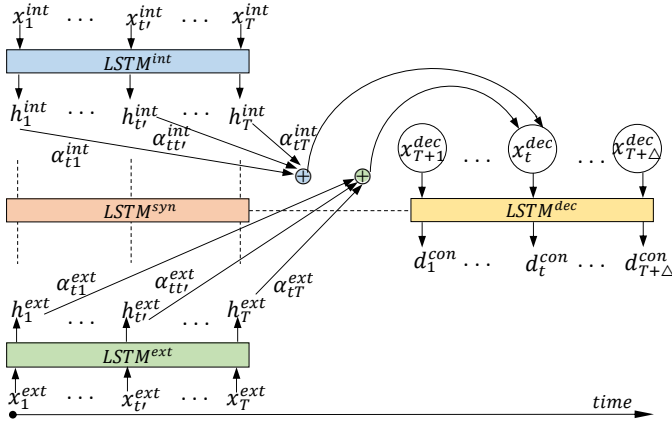 x_1^{int} . . . x_{t′}^{int} . . . x_T^{int}
LSTM^{int}
h_1^{int} . . . h_{t′}^{int} . . . h_T^{int}
α_{t1}^{int} α_{tt′}^{int} α_{tT}^{int}
x_{T+1}^{dec} . . . x_t^{dec} . . . x_{T+△}^{dec}
LSTM^{syn} LSTM^{dec}
d_1^{con} . . . d_t^{con} . . . d_{T+△}^{con}
α_{t1}^{ext} α_{tt′}^{ext} α_{tT}^{ext}
h_1^{ext} . . . h_{t′}^{ext} . . . h_T^{ext}
LSTM^{ext}
x_1^{ext} . . . x_{t′}^{ext} . . . x_T^{ext}
time